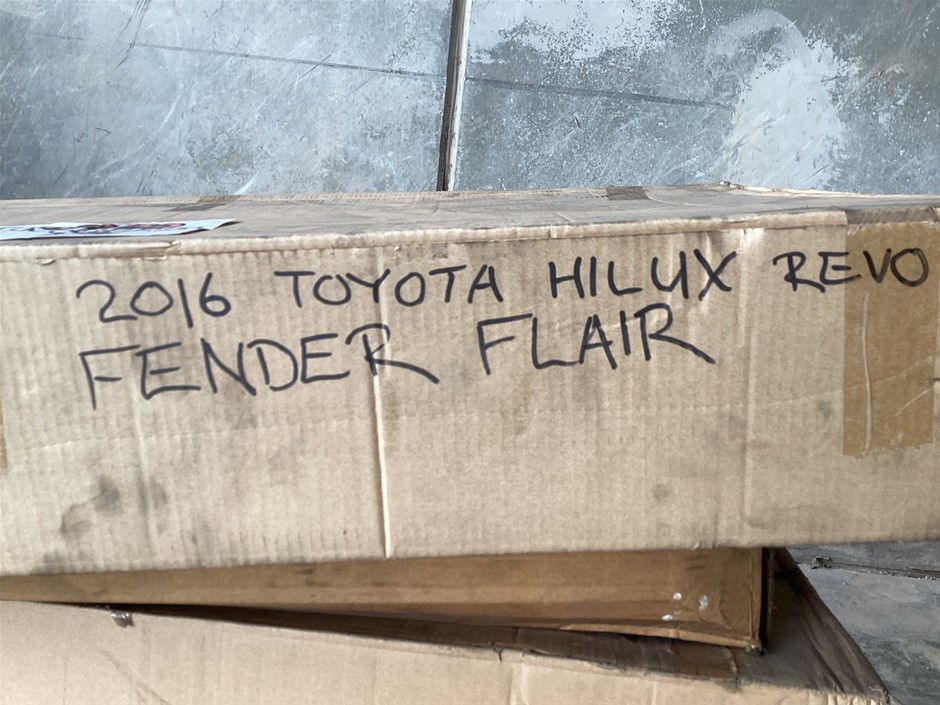 2016 TOYOTA HILUX REVO
FENDER FLAIR